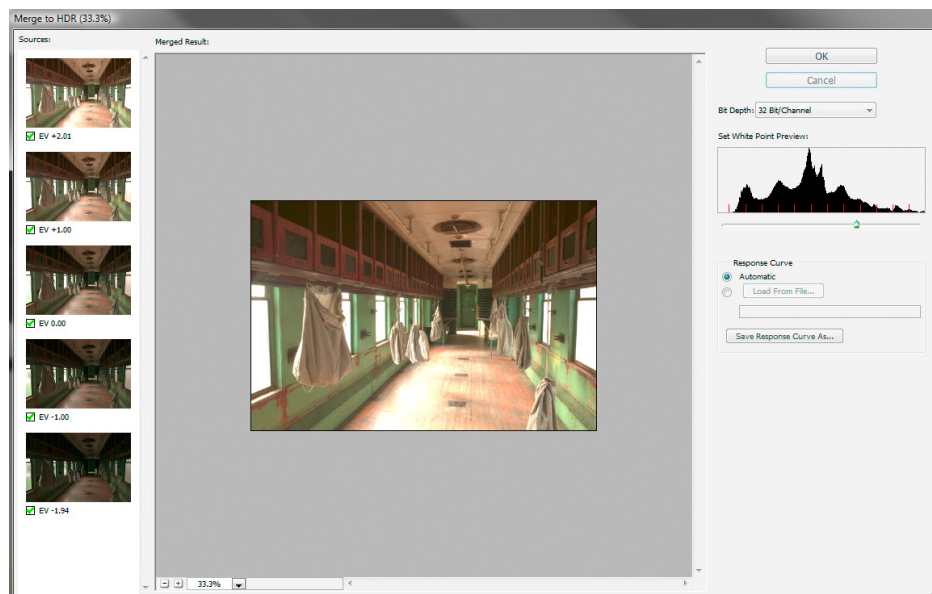 Merge to HDR (33.3%)
Sources:
EV +2.01
EV +1.00
EV 0.00
EV -1.00
EV -1.94
Merged Result:
33.3%
OK
Cancel
Bit Depth: 32 Bit/Channel
Set White Point Preview:
Response Curve
Automatic
Load From File...
Save Response Curve As...